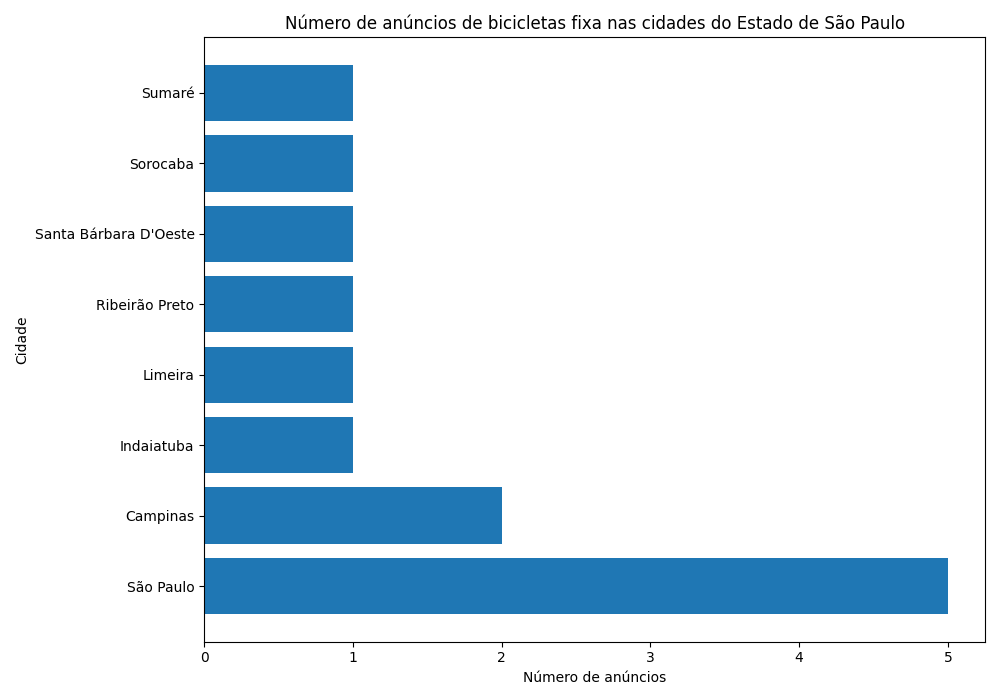 Número de anúncios de bicicletas fixa nas cidades do Estado de São Paulo
Cidade
Sumaré
Sorocaba
Santa Bárbara D'Oeste
Ribeirão Preto
Limeira
Indaiatuba
Campinas
São Paulo
0 1 2 3 4 5
Número de anúncios